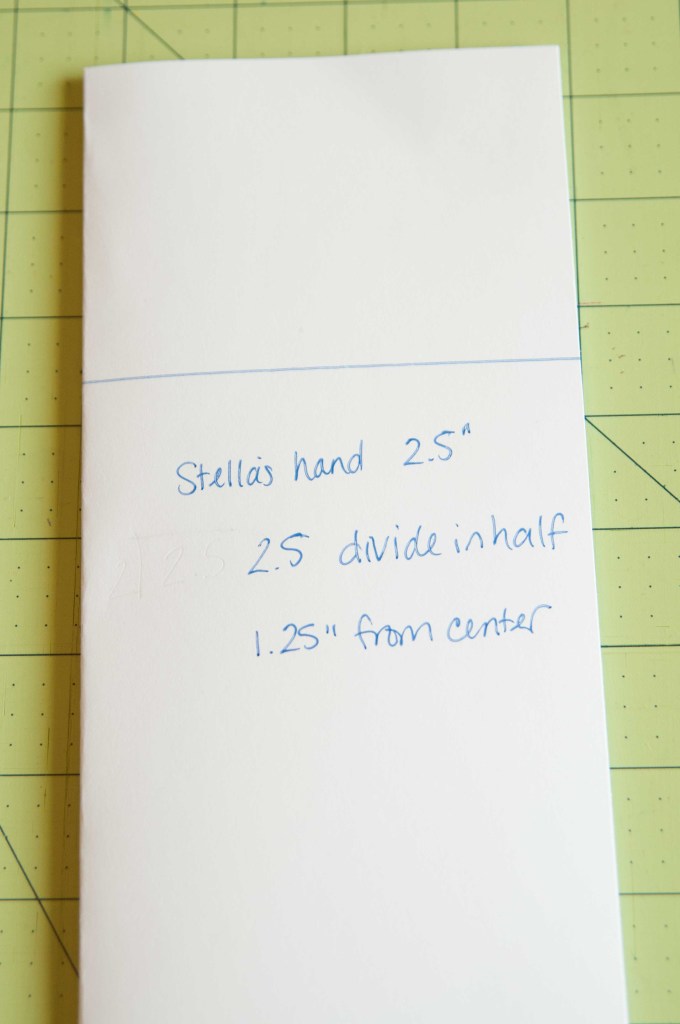 Stella's hand 2.5"
2.5 divide in half
1.25" from center